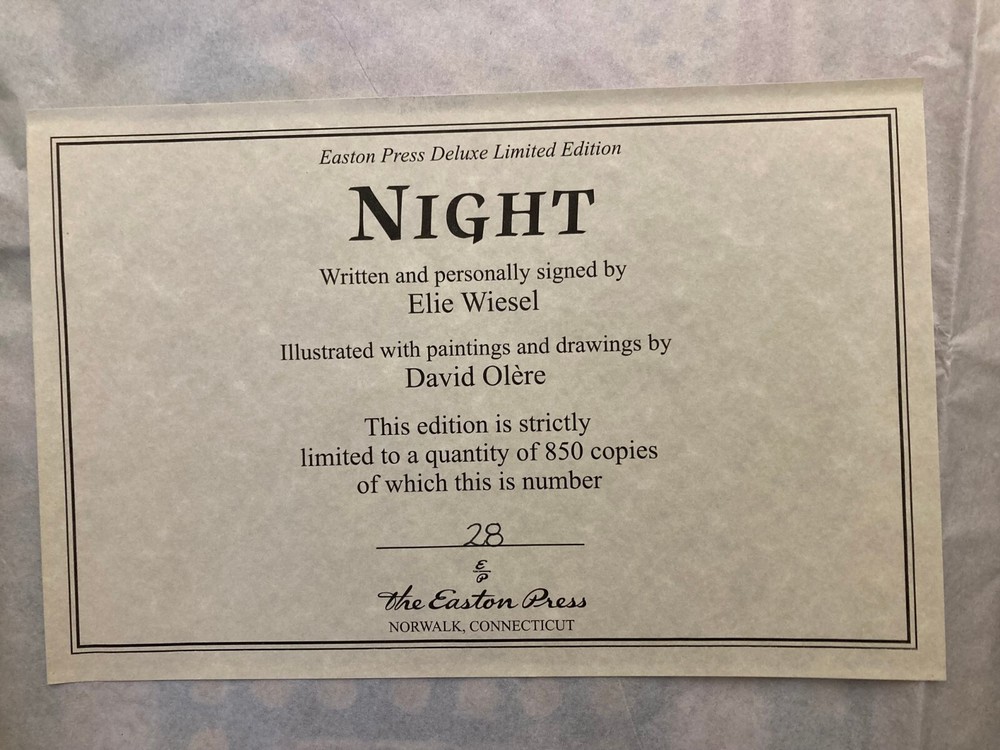 Easton Press Deluxe Limited Edition
NIGHT
Written and personally signed by
Elie Wiesel
Illustrated with paintings and drawings by
David Olère
This edition is strictly
limited to a quantity of 850 copies
of which this is number
28
E
P
the Easton Press
NORWALK, CONNECTICUT